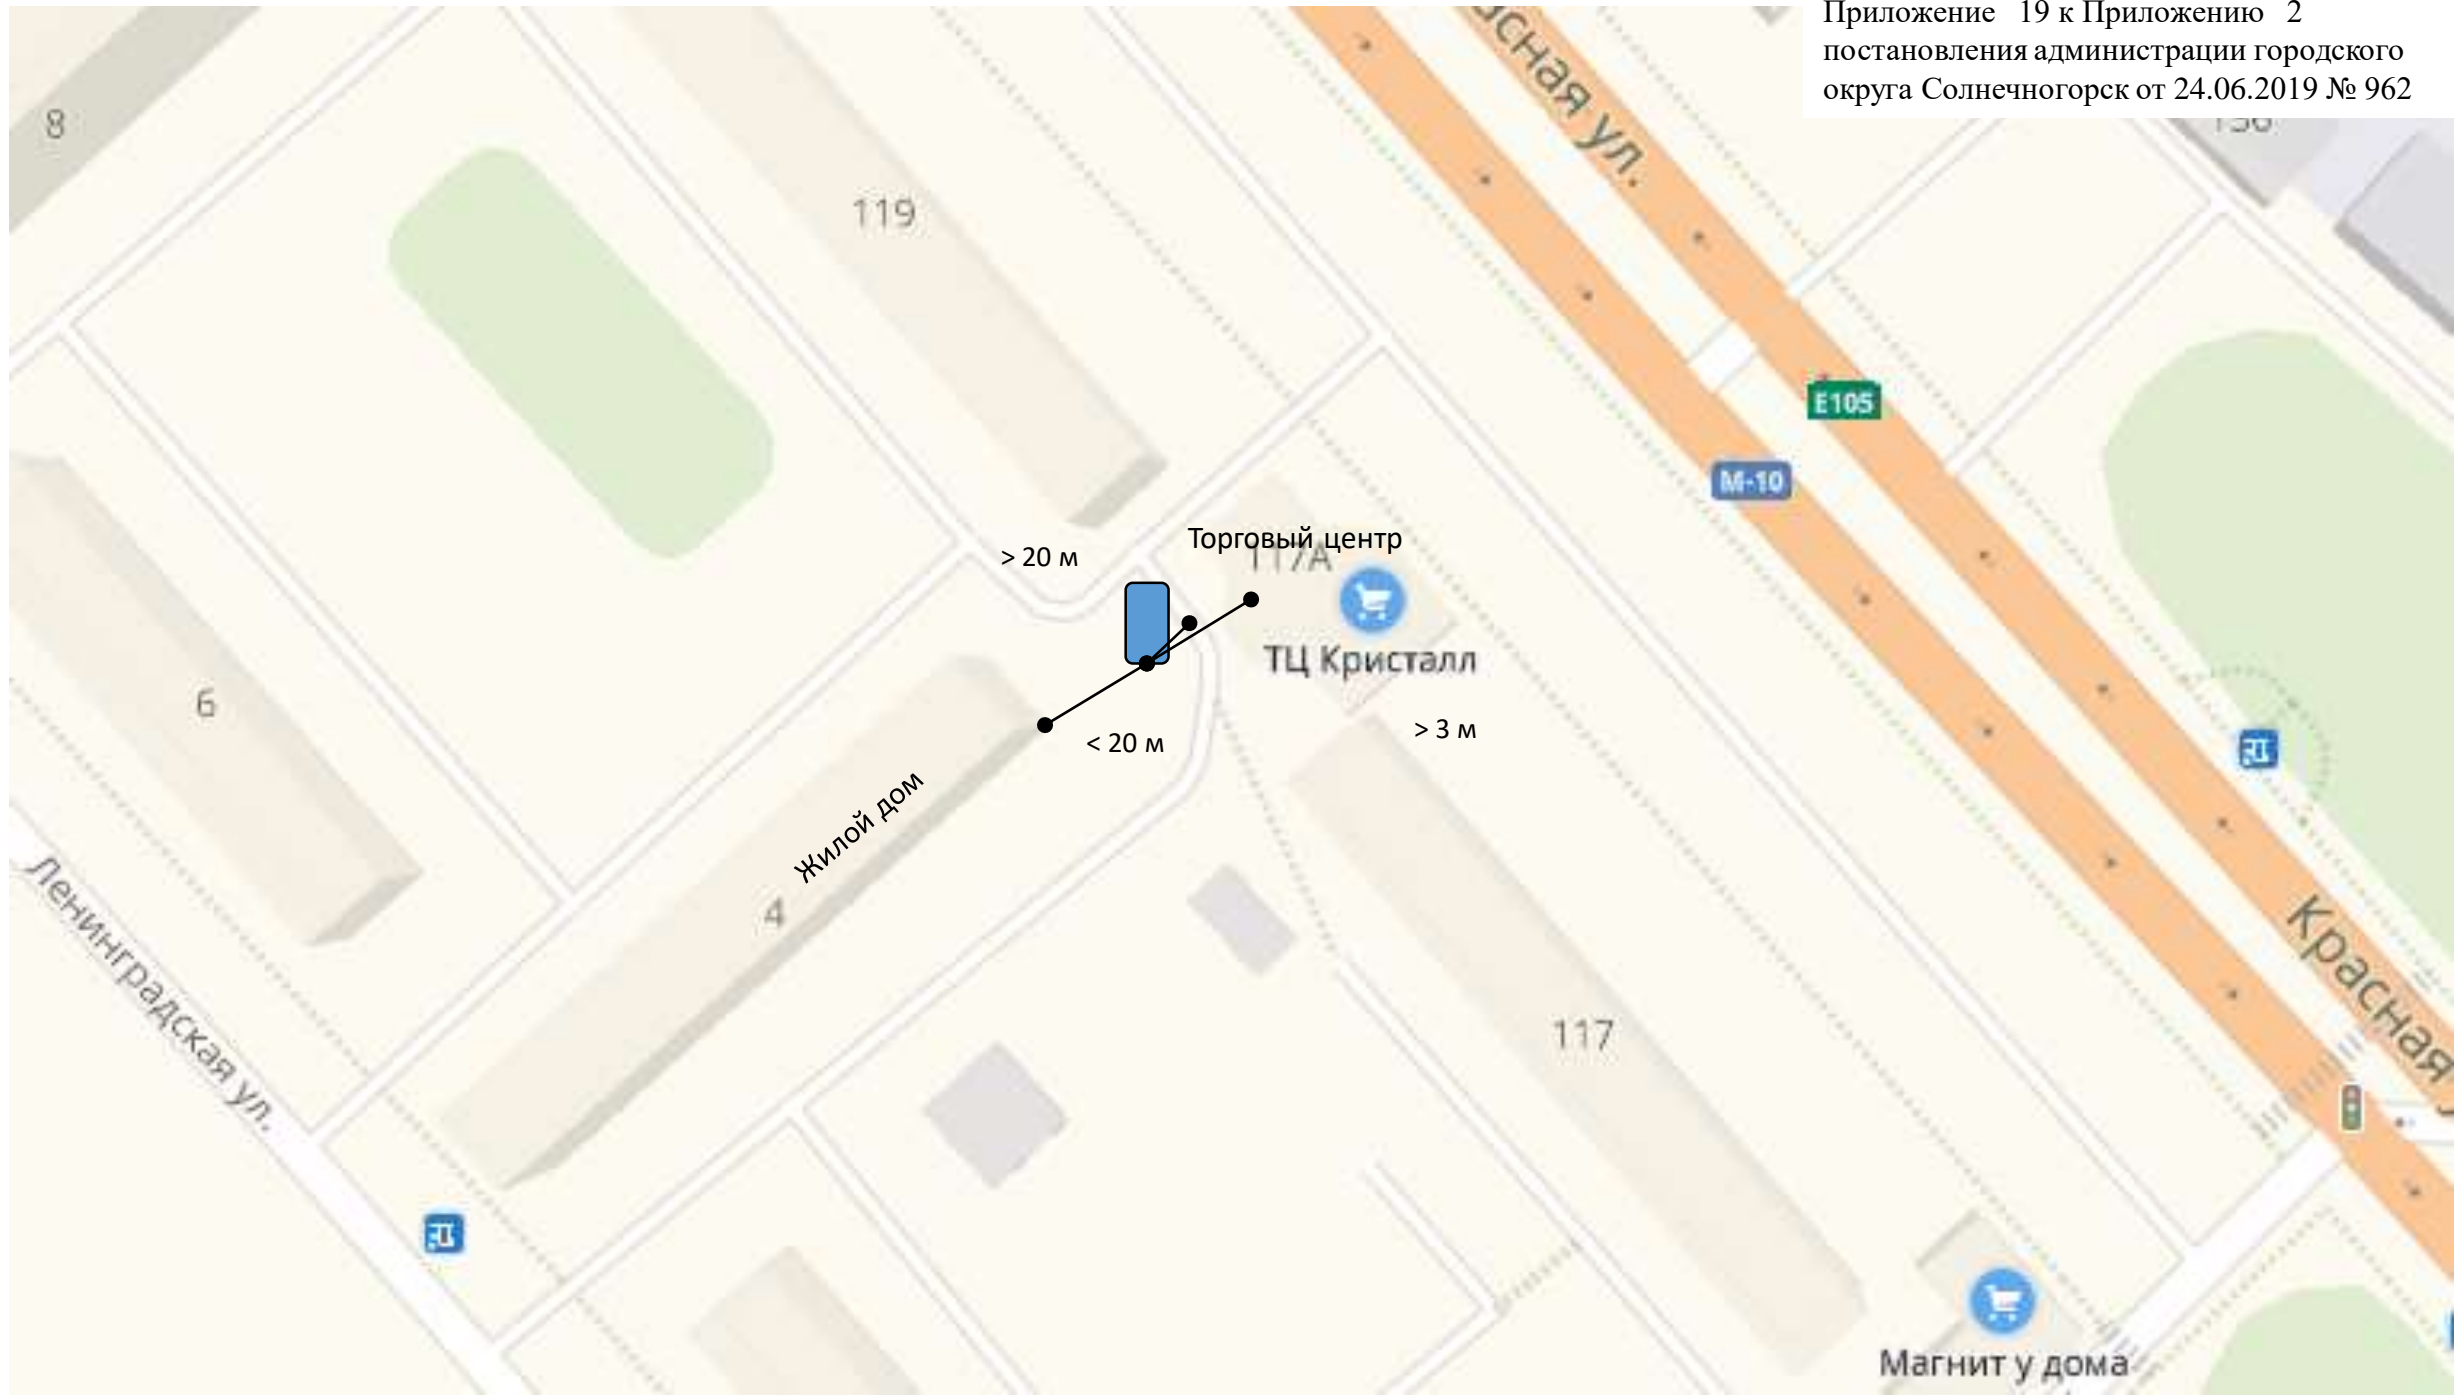 Приложение 19 к Приложению 2
постановления администрации городского
округа Солнечногорск от 24.06.2019 № 962
ул.
8
119
E105
М-10
Торговый центр
117А
> 20 м
ТЦ Кристалл
6
> 3 м
< 20 м
Жилой дом
4
Ленинградская ул.
Красная
117
Магнит у дома